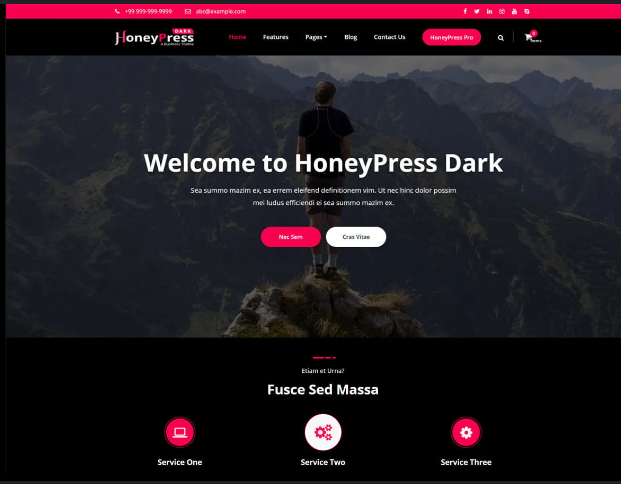 +99 999-999-9999 abc@example.com
HoneyPress DARK
A Business Theme
Home Features Pages Blog Contact Us HoneyPress Pro 0
Welcome to HoneyPress Dark
Sea summo mazim ex, ea errem eleifend definitionem vim. Ut nec hinc dolor possim
mei ludus efficiendi ei sea summo mazim ex.
Nec Sem Cras Vitae
Etiam et Urna?
Fusce Sed Massa
Service One Service Two Service Three